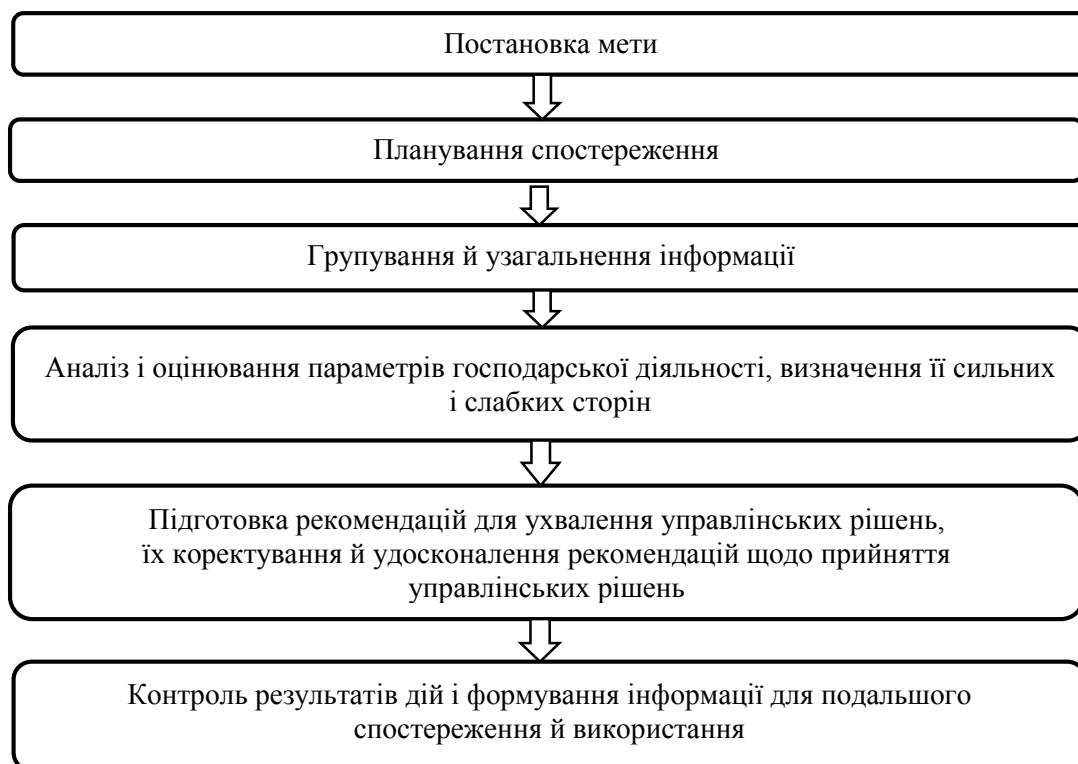 Постановка мети
Планування спостереження
Групування й узагальнення інформації
Аналіз і оцінювання параметрів господарської діяльності, визначення її сильних
і слабких сторін
Підготовка рекомендацій для ухвалення управлінських рішень,
їх коректування й удосконалення рекомендацій щодо прийняття
управлінських рішень
Контроль результатів дій і формування інформації для подальшого
спостереження й використання